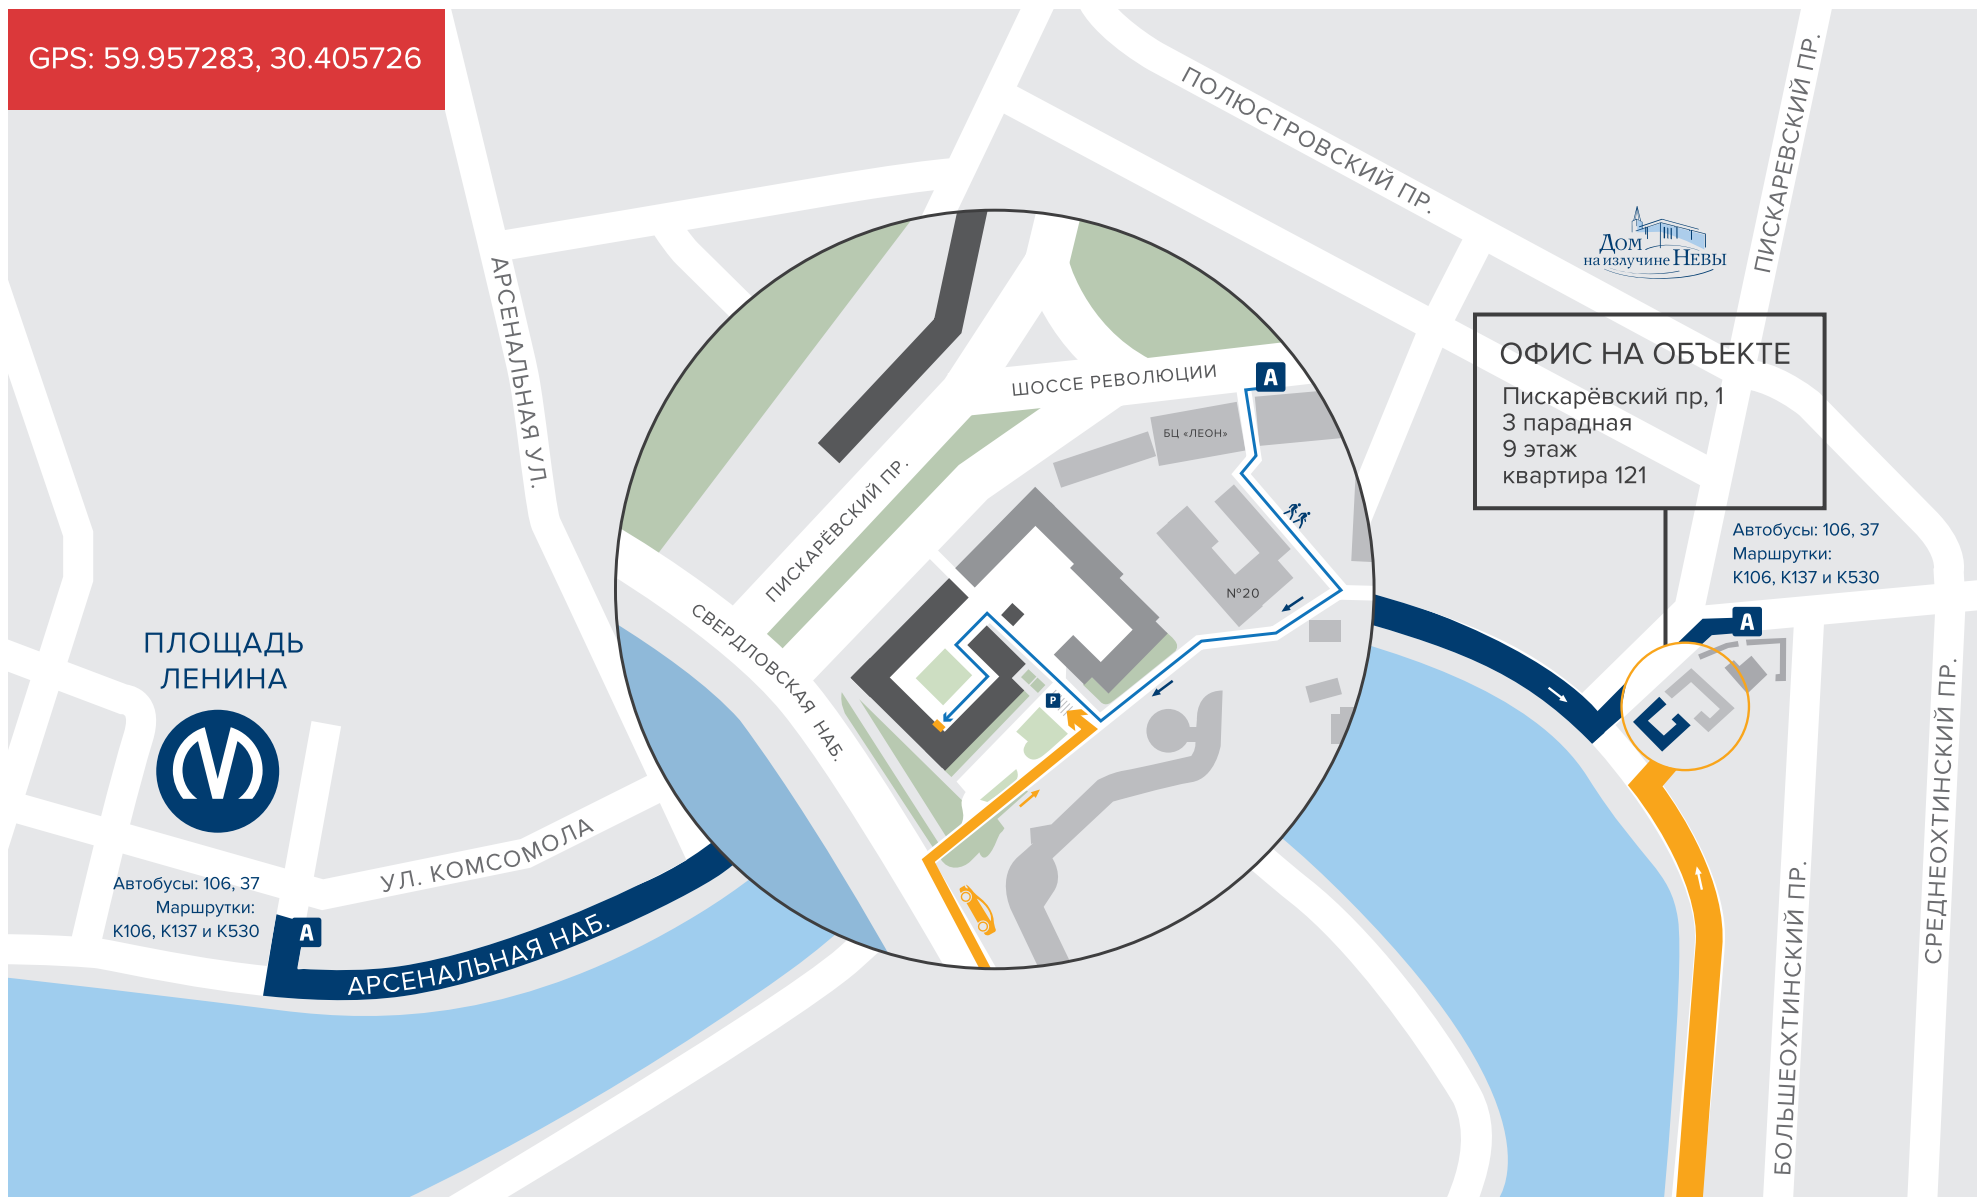 GPS: 59.957283, 30.405726
ПОЛЮСТРОВСКИЙ ПР.
ПИСКАРЕВСКИЙ ПР.
Дом
на излучине Невы
АРСЕНАЛЬНАЯ УЛ.
ОФИС НА ОБЪЕКТЕ
Пискарёвский пр, 1
3 парадная
9 этаж
квартира 121
ШОССЕ РЕВОЛЮЦИИ
А
БЦ «ЛЕОН»
ПИСКАРЁВСКИЙ ПР.
№20
СВЕРДЛОВСКАЯ НАБ.
P
Автобусы: 106, 37
Маршрутки:
К106, К137 и К530
А
ПЛОЩАДЬ
ЛЕНИНА
УЛ. КОМСОМОЛА
Автобусы: 106, 37
Маршрутки:
К106, К137 и К530
А
АРСЕНАЛЬНАЯ НАБ.
БОЛЬШЕОХТИНСКИЙ ПР.
СРЕДНЕОХТИНСКИЙ ПР.